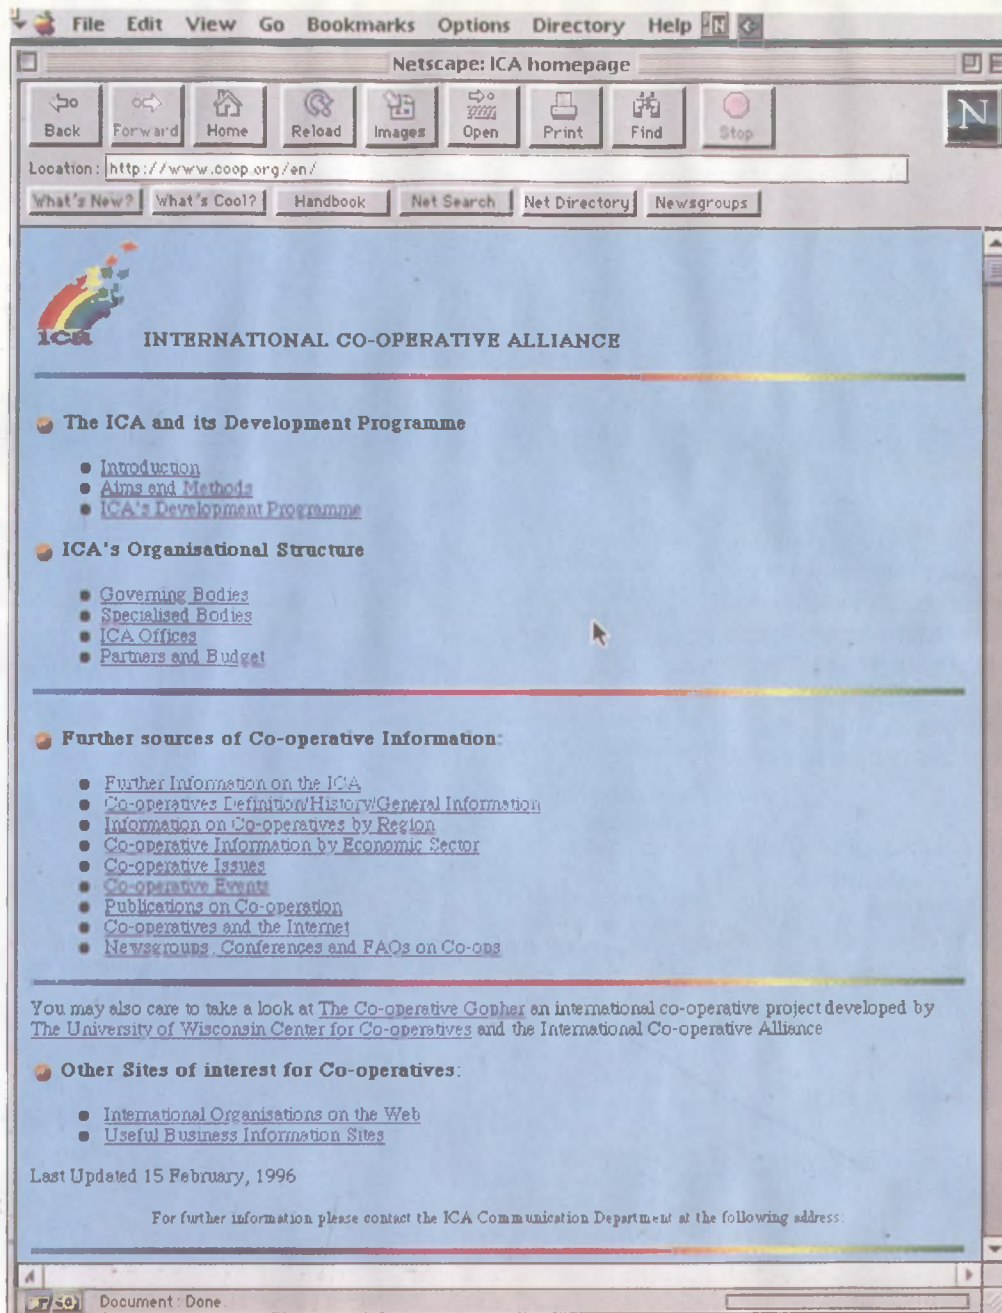 File Edit View Go Bookmarks Options Directory Help N
Netscape: ICA homepage
Back Forward Home Reload Images Open Print Find Stop N
Location: http://www.coop.org/en/
What's New? What's Cool? Handbook Net Search Net Directory Newsgroups
ica
INTERNATIONAL CO-OPERATIVE ALLIANCE
The ICA and its Development Programme
Introduction
Aims and Methods
ICA's Development Programme
ICA's Organisational Structure
Governing Bodies
Specialised Bodies
ICA Offices
Partners and Budget
Further sources of Co-operative Information:
Further Information on the ICA
Co-operatives Definition/History/General Information
Information on Co-operatives by Region
Co-operative Information by Economic Sector
Co-operative Issues
Co-operative Events
Publications on Co-operation
Co-operatives and the Internet
Newsgroups, Conferences and FAQs on Co-ops
You may also care to take a look at The Co-operative Gopher an international co-operative project developed by
The University of Wisconsin Center for Co-operatives and the International Co-operative Alliance
Other Sites of interest for Co-operatives:
International Organisations on the Web
Useful Business Information Sites
Last Updated 15 February, 1996
For further information please contact the ICA Communication Department at the following address:
Document: Done.